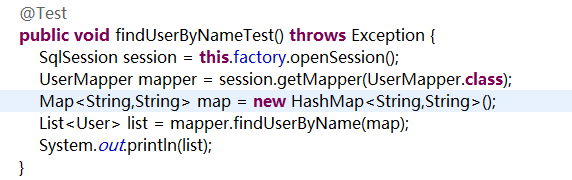 @Test
public void findUserByNameTest() throws Exception {
SqlSession session = this.factory.openSession();
UserMapper mapper = session.getMapper(UserMapper.class);
Map<String,String> map = new HashMap<String,String>();
List<User> list = mapper.findUserByName(map);
System.out.println(list);
}